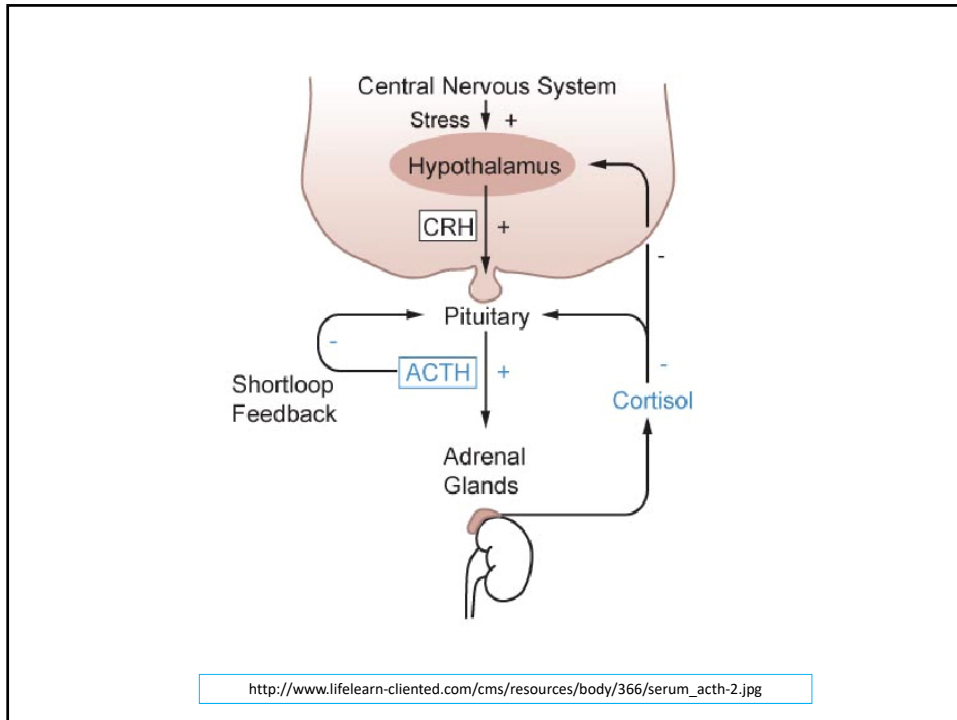 Central Nervous System
Stress +
Hypothalamus
CRH +
-
Pituitary
-
ACTH +
-
Shortloop
Feedback
Cortisol
Adrenal
Glands
http://www.lifelearn-cliented.com/cms/resources/body/366/serum_acth-2.jpg